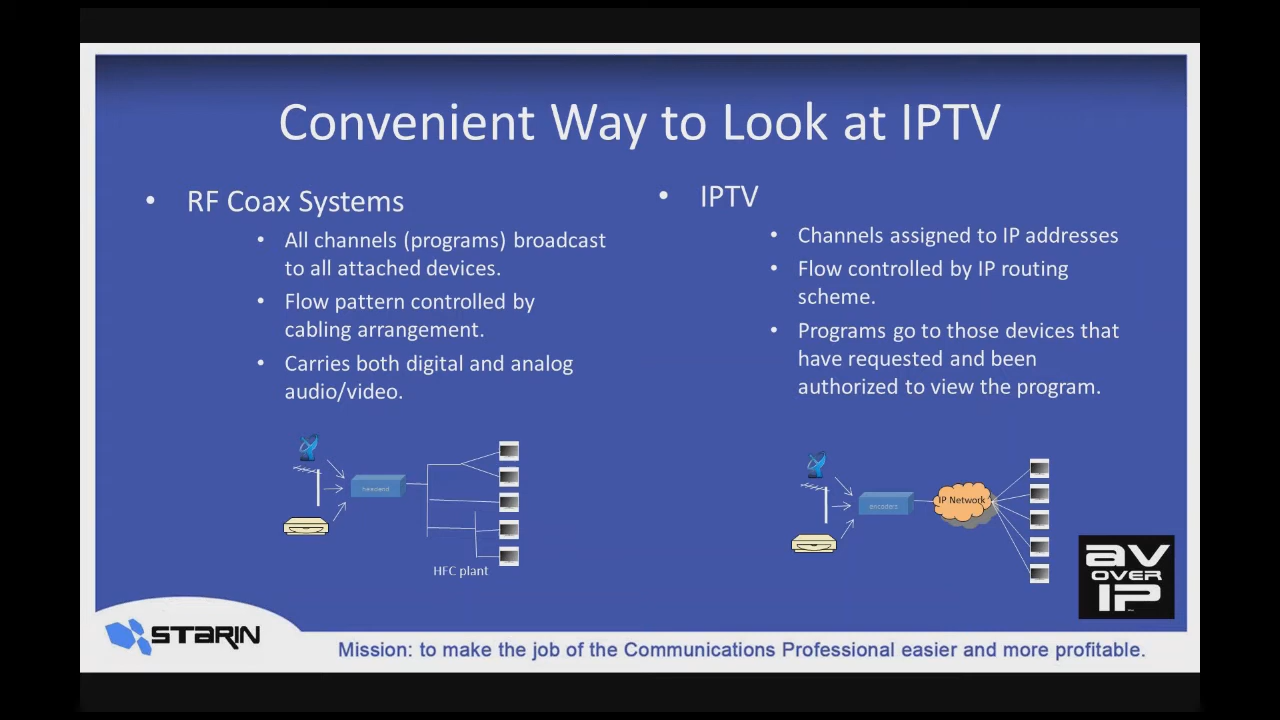 Convenient Way to Look at IPTV
• RF Coax Systems
• All channels (programs) broadcast
to all attached devices.
• Flow pattern controlled by
cabling arrangement.
• Carries both digital and analog
audio/video.
• IPTV
• Channels assigned to IP addresses
• Flow controlled by IP routing
scheme.
• Programs go to those devices that
have requested and been
authorized to view the program.
headend
HFC plant
encoders
IP Network
av
OVER
IP
STARIN
Mission: to make the job of the Communications Professional easier and more profitable.